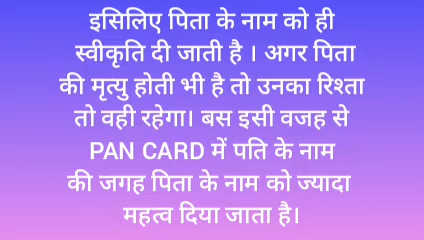 इसिलिए पिता के नाम को ही
स्वीकृति दी जाती है । अगर पिता
की मृत्यु होती भी है तो उनका रिश्ता
तो वही रहेगा। बस इसी वजह से
PAN CARD में पति के नाम
की जगह पिता के नाम को ज्यादा
महत्व दिया जाता है।